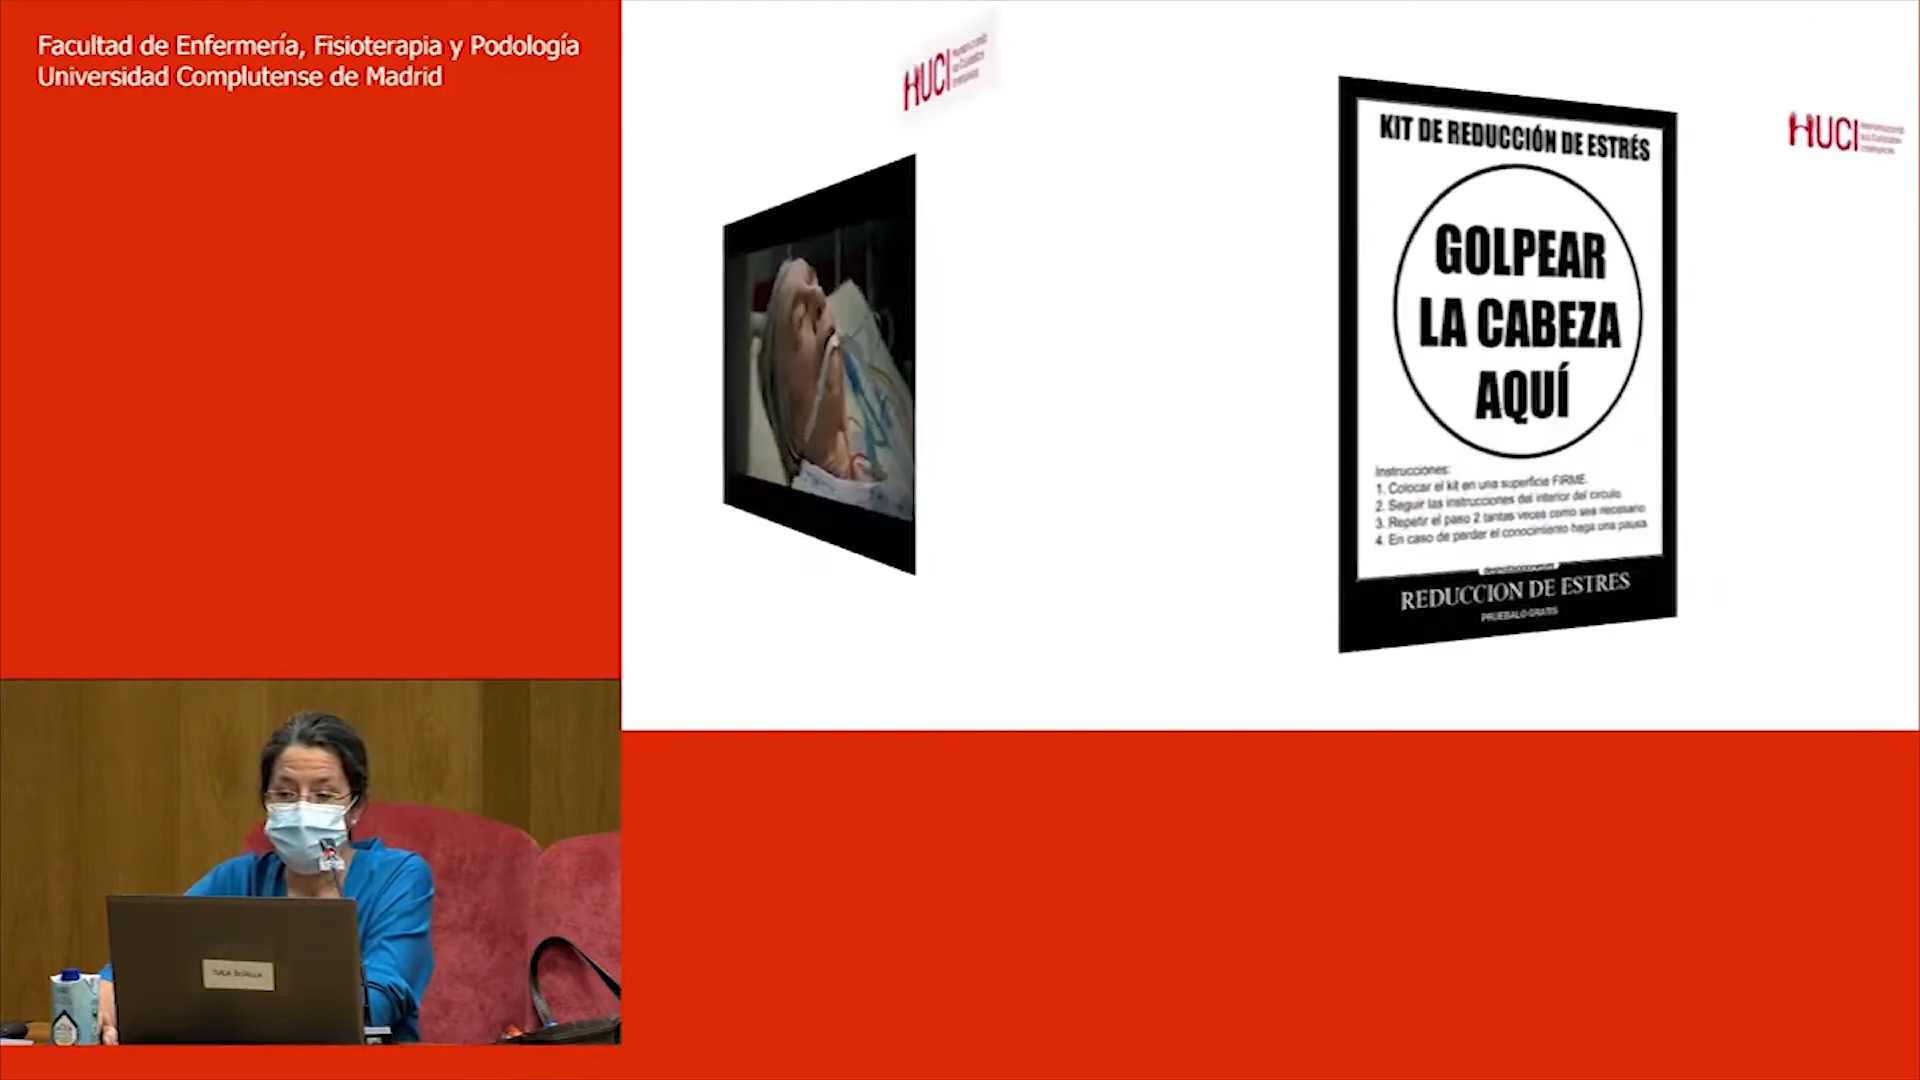 Facultad de Enfermería, Fisioterapia y Podología
Universidad Complutense de Madrid
HUCI
HUCI
KIT DE REDUCCIÓN DE ESTRÉS
GOLPEAR
LA CABEZA
AQUÍ
Instrucciones:
1. Colocar el kit en una superficie FIRME.
2. Seguir las instrucciones del interior del circulo.
3. Repetir el paso 2 tantas veces como sea necesario.
4. En caso de perder el conocimiento haga una pausa.
REDUCCION DE ESTRES
PRUEBALO GRATIS